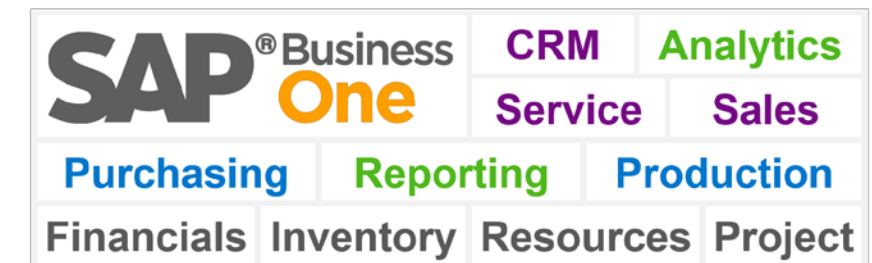 SAP® Business One
CRM
Analytics
Service
Sales
Purchasing
Reporting
Production
Financials
Inventory
Resources
Project